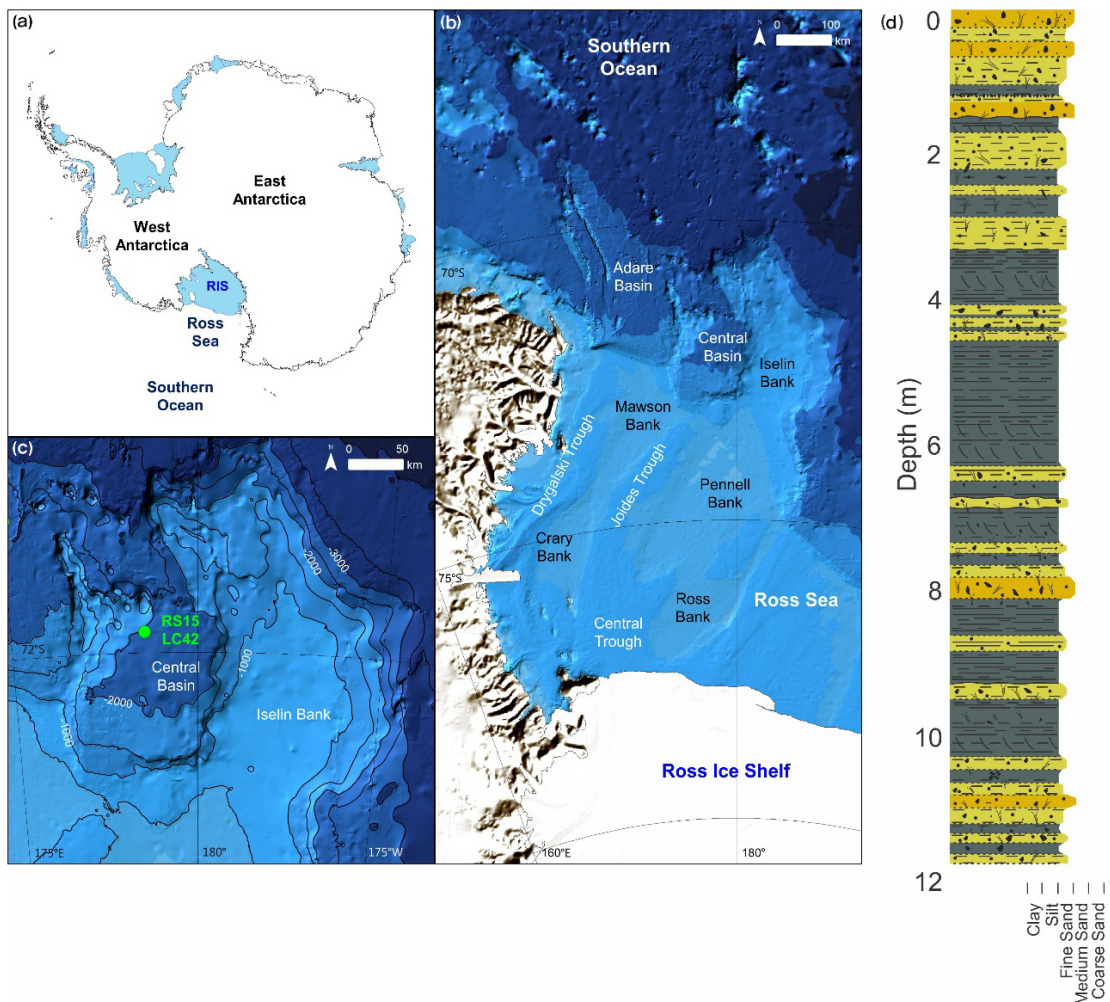 (a)
East
Antarctica
West
Antarctica
RIS
Ross
Sea
Southern
Ocean
(b)
N
0 100
km
Southern
Ocean
70°S
Adare
Basin
Central
Basin
Iselin
Bank
Mawson
Bank
Drygalski Trough
Joides Trough
Pennell
Bank
Crary
Bank
75°S
Ross
Bank
Ross Sea
Central
Trough
Ross Ice Shelf
160°E
180°
(c)
N
0 50
km
-3000
-2000
RS15
LC42
72°S
-1000
Central
Basin
-2000
-1000
Iselin Bank
175°E
180°
175°W
(d)
0
2
4
6
8
10
12
Depth (m)
Clay
Silt
Fine Sand
Medium Sand
Coarse Sand